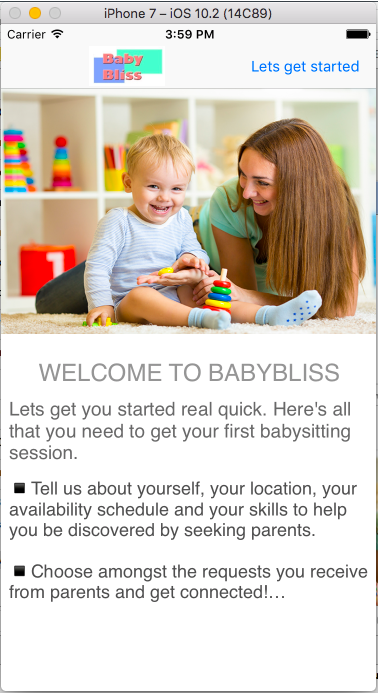 iPhone 7 – iOS 10.2 (14C89)
Carrier 3:59 PM
Baby
Bliss
Lets get started
1
WELCOME TO BABYBLISS
Lets get you started real quick. Here's all
that you need to get your first babysitting
session.
Tell us about yourself, your location, your
availability schedule and your skills to help
you be discovered by seeking parents.
Choose amongst the requests you receive
from parents and get connected!...